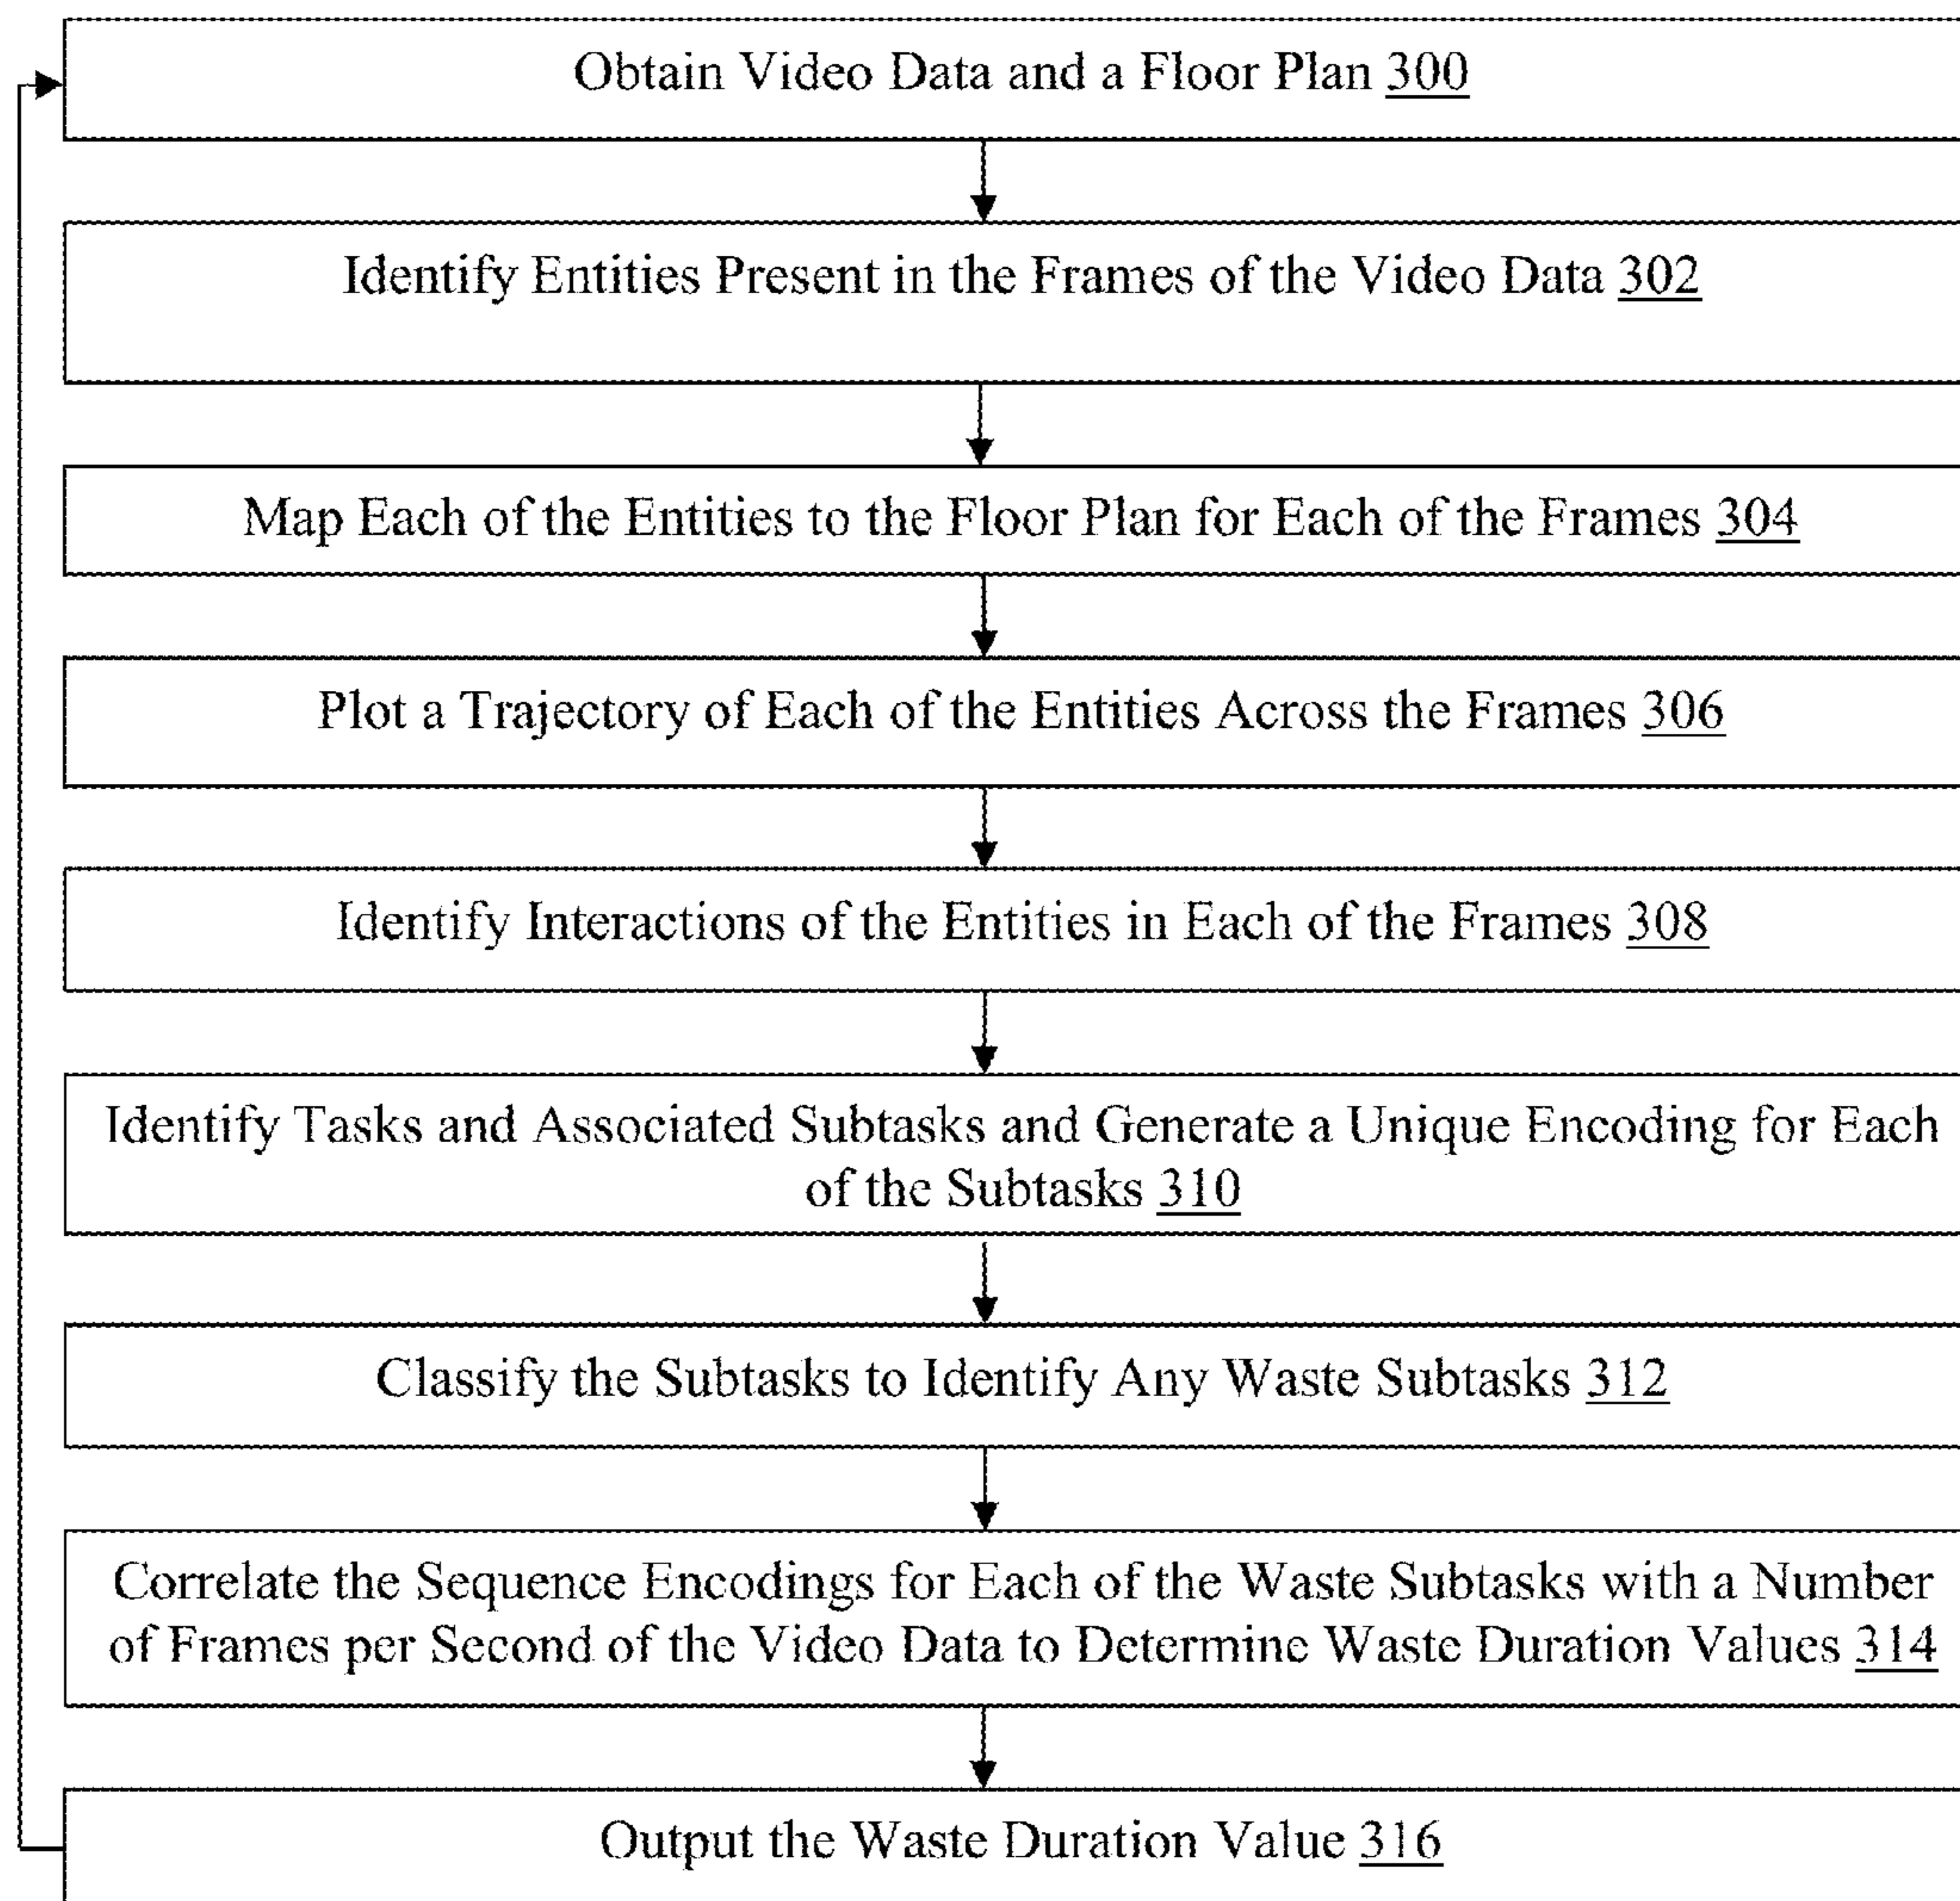 Obtain Video Data and a Floor Plan 300
Identify Entities Present in the Frames of the Video Data 302
Map Each of the Entities to the Floor Plan for Each of the Frames 304
Plot a Trajectory of Each of the Entities Across the Frames 306
Identify Interactions of the Entities in Each of the Frames 308
Identify Tasks and Associated Subtasks and Generate a Unique Encoding for Each
of the Subtasks 310
Classify the Subtasks to Identify Any Waste Subtasks 312
Correlate the Sequence Encodings for Each of the Waste Subtasks with a Number
of Frames per Second of the Video Data to Determine Waste Duration Values 314
Output the Waste Duration Value 316